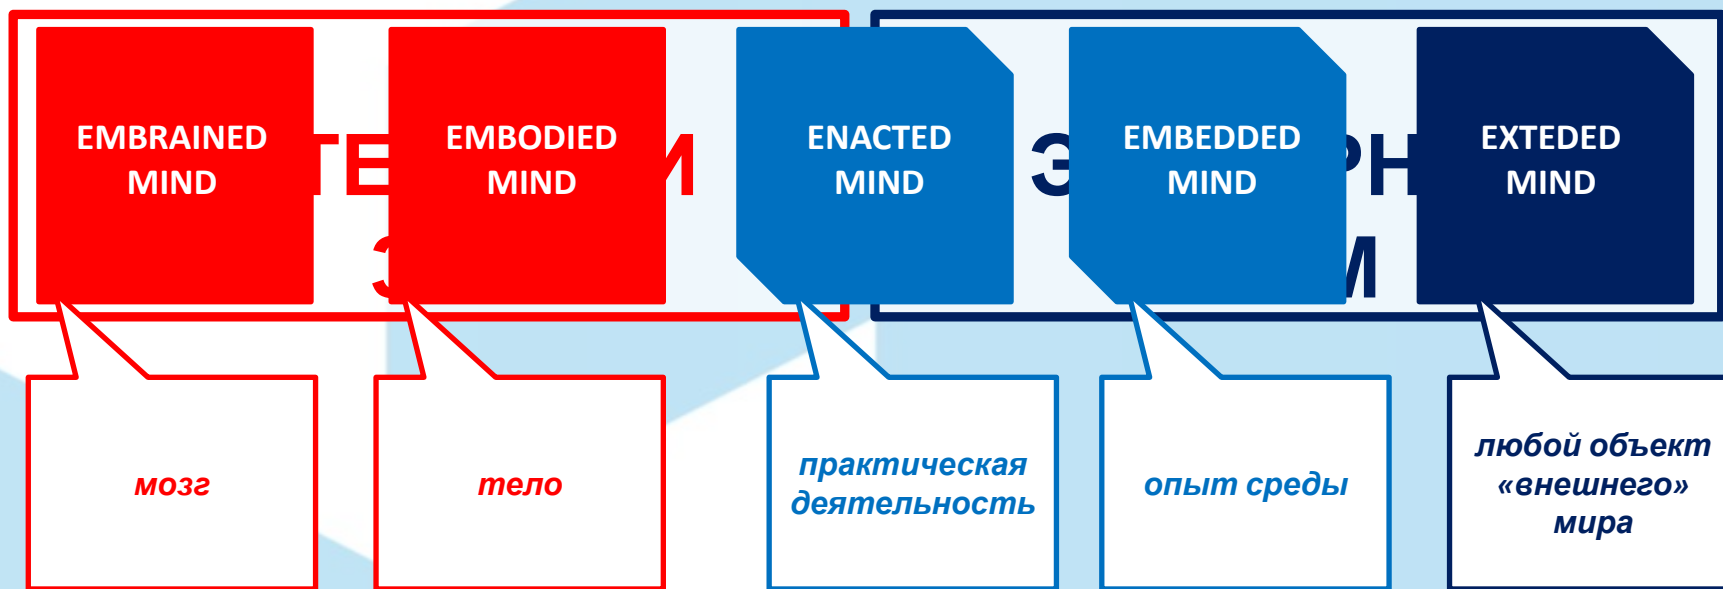 EMBRAINED
MIND
EMBODIED
MIND
ENACTED
MIND
EMBEDDED
MIND
EXTEDED
MIND
мозг
тело
практическая
деятельность
опыт среды
любой объект
«внешнего»
мира